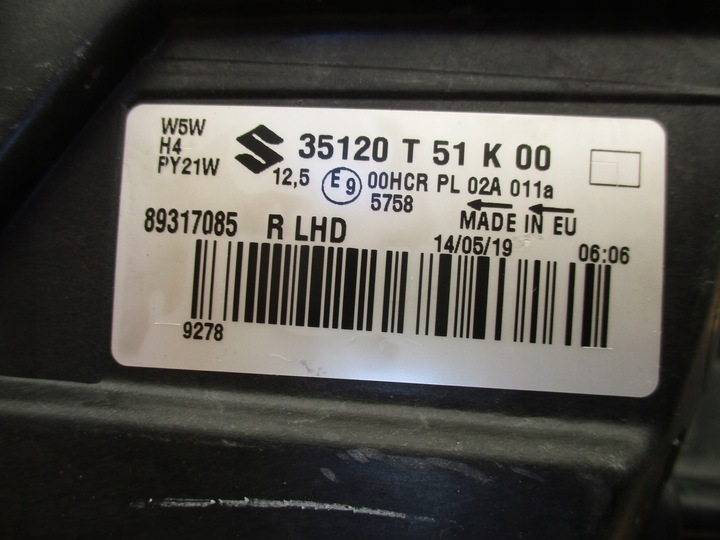 W5W
H4
PY21W
35120 T 51 K 00
12,5 E9 00HCR PL 02A 011a
5758
MADE IN EU
89317085 R LHD
14/05/19 06:06
9278